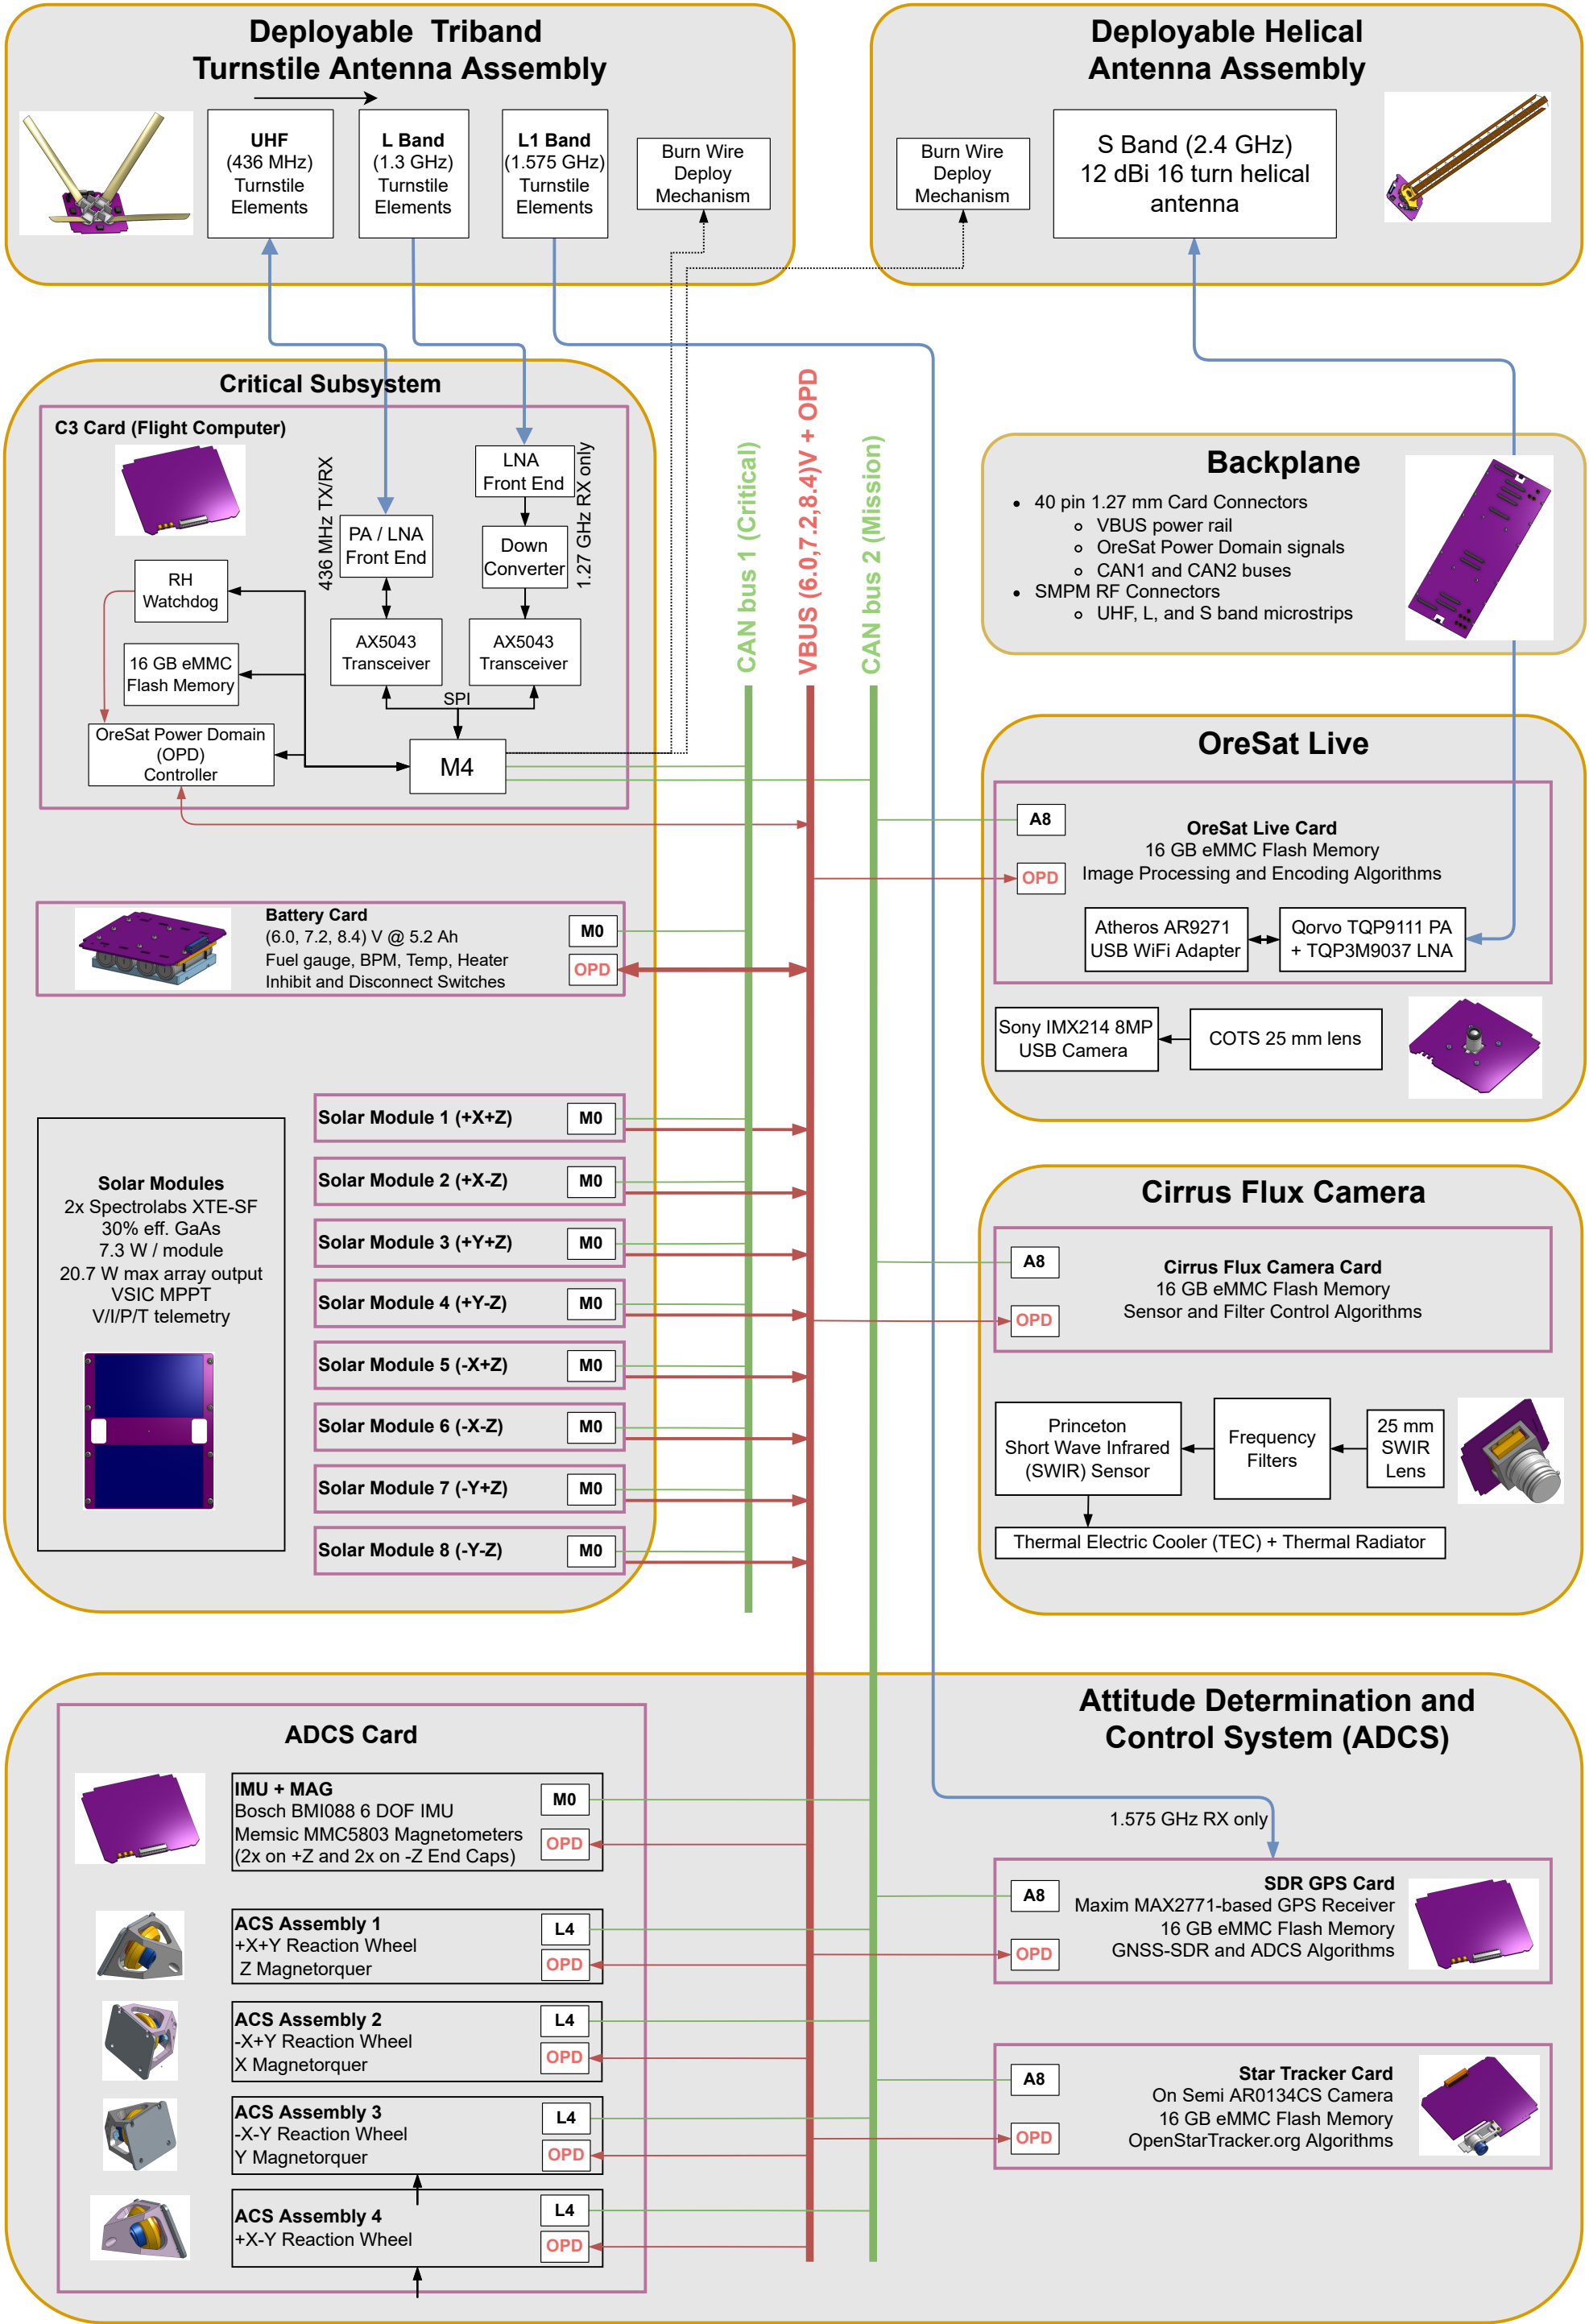 Deployable Triband
Turnstile Antenna Assembly
UHF
(436 MHz)
Turnstile
Elements
L Band
(1.3 GHz)
Turnstile
Elements
L1 Band
(1.575 GHz)
Turnstile
Elements
Burn Wire
Deploy
Mechanism
Deployable Helical
Antenna Assembly
Burn Wire
Deploy
Mechanism
S Band (2.4 GHz)
12 dBi 16 turn helical
antenna
Critical Subsystem
C3 Card (Flight Computer)
436 MHz TX/RX
LNA
Front End
1.27 GHz RX only
PA / LNA
Front End
Down
Converter
RH
Watchdog
AX5043
Transceiver
AX5043
Transceiver
16 GB eMMC
Flash Memory
SPI
OreSat Power Domain
(OPD)
Controller
M4
CAN bus 1 (Critical)
VBUS (6.0,7.2,8.4)V + OPD
CAN bus 2 (Mission)
Backplane
• 40 pin 1.27 mm Card Connectors
o VBUS power rail
o OreSat Power Domain signals
o CAN1 and CAN2 buses
• SMPM RF Connectors
o UHF, L, and S band microstrips
Battery Card
(6.0, 7.2, 8.4) V @ 5.2 Ah
Fuel gauge, BPM, Temp, Heater
Inhibit and Disconnect Switches
M0
OPD
OreSat Live
A8
OPD
OreSat Live Card
16 GB eMMC Flash Memory
Image Processing and Encoding Algorithms
Atheros AR9271
USB WiFi Adapter
Qorvo TQP9111 PA
+ TQP3M9037 LNA
Sony IMX214 8MP
USB Camera
COTS 25 mm lens
Solar Modules
2x Spectrolabs XTE-SF
30% eff. GaAs
7.3 W / module
20.7 W max array output
VSIC MPPT
V/I/P/T telemetry
Solar Module 1 (+X+Z)
M0
Solar Module 2 (+X-Z)
M0
Solar Module 3 (+Y+Z)
M0
Solar Module 4 (+Y-Z)
M0
Solar Module 5 (-X+Z)
M0
Solar Module 6 (-X-Z)
M0
Solar Module 7 (-Y+Z)
M0
Solar Module 8 (-Y-Z)
M0
Cirrus Flux Camera
A8
OPD
Cirrus Flux Camera Card
16 GB eMMC Flash Memory
Sensor and Filter Control Algorithms
Princeton
Short Wave Infrared
(SWIR) Sensor
Frequency
Filters
25 mm
SWIR
Lens
Thermal Electric Cooler (TEC) + Thermal Radiator
Attitude Determination and
Control System (ADCS)
ADCS Card
IMU + MAG
Bosch BMI088 6 DOF IMU
Memsic MMC5803 Magnetometers
(2x on +Z and 2x on -Z End Caps)
M0
OPD
ACS Assembly 1
+X+Y Reaction Wheel
Z Magnetorquer
L4
OPD
ACS Assembly 2
-X+Y Reaction Wheel
X Magnetorquer
L4
OPD
ACS Assembly 3
-X-Y Reaction Wheel
Y Magnetorquer
L4
OPD
ACS Assembly 4
+X-Y Reaction Wheel
L4
OPD
1.575 GHz RX only
A8
OPD
SDR GPS Card
Maxim MAX2771-based GPS Receiver
16 GB eMMC Flash Memory
GNSS-SDR and ADCS Algorithms
A8
OPD
Star Tracker Card
On Semi AR0134CS Camera
16 GB eMMC Flash Memory
OpenStarTracker.org Algorithms